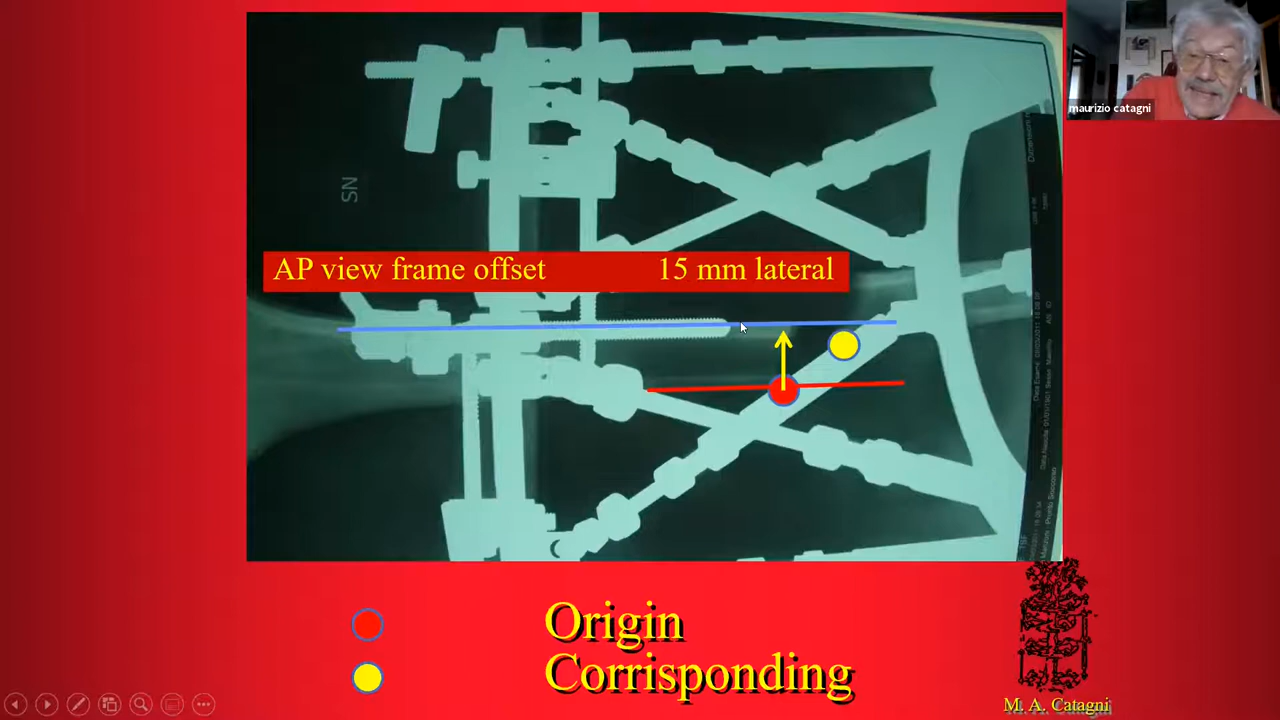 maurizio catagni
SN
AP view frame offset 15 mm lateral
Origin
Corrisponding
M. A. Catagni